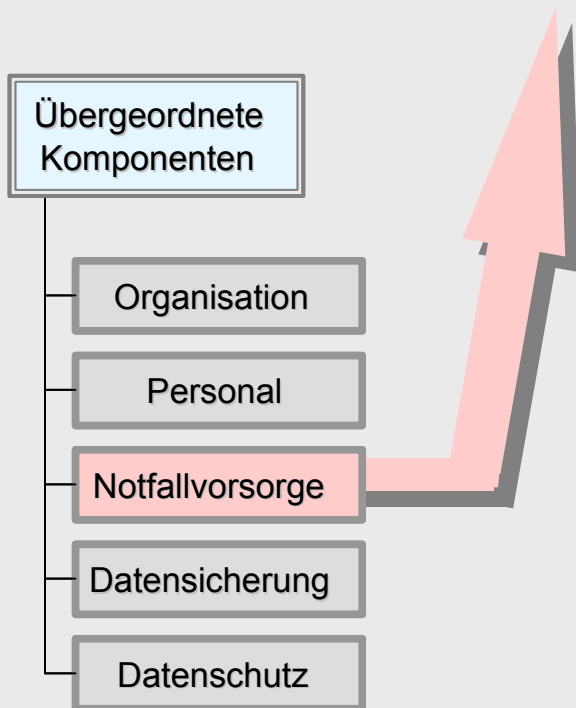 Übergeordnete
Komponenten
Organisation
Personal
Notfallvorsorge
Datensicherung
Datenschutz